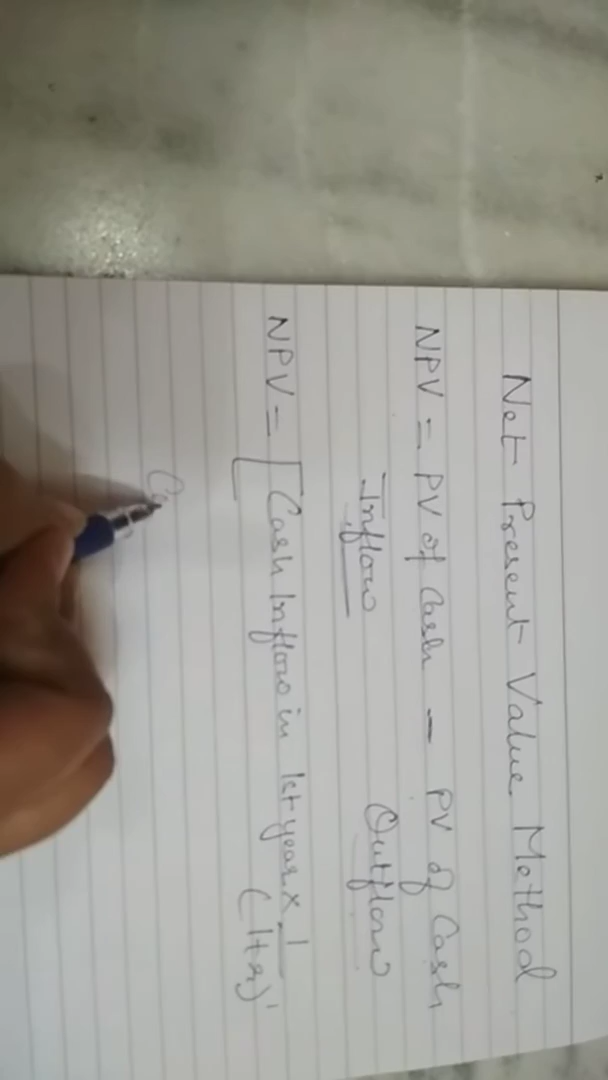 Net Present Value Method
NPV = PV of Cash - PV of Cash
Inflow Outflow
NPV = [Cash Inflow in 1st year x 1
(1+r)¹
Ca